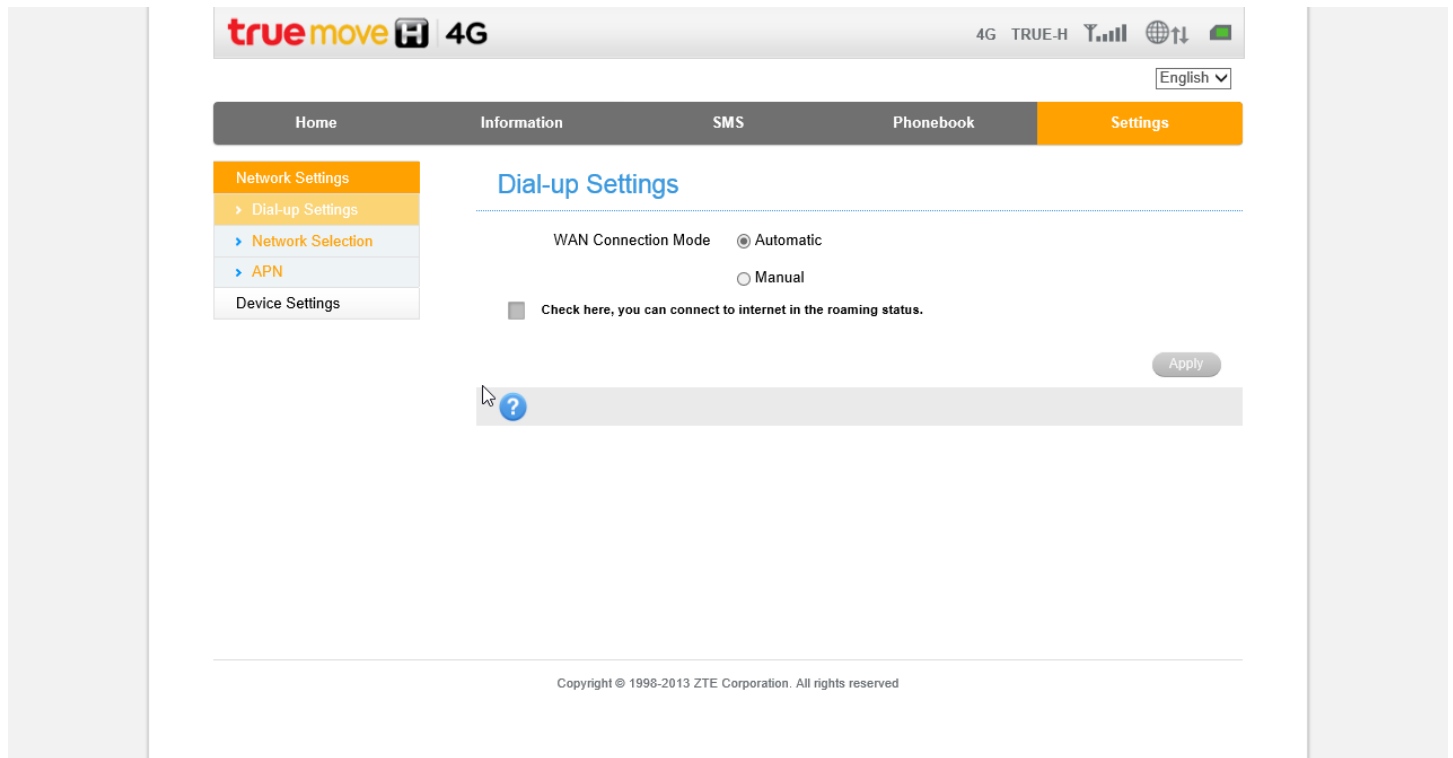 truemove H 4G
4G TRUE-H
English
Home Information SMS Phonebook Settings
Network Settings
Dial-up Settings
Network Selection
APN
Device Settings
Dial-up Settings
WAN Connection Mode Automatic
Manual
Check here, you can connect to internet in the roaming status.
Apply
?
Copyright © 1998-2013 ZTE Corporation. All rights reserved